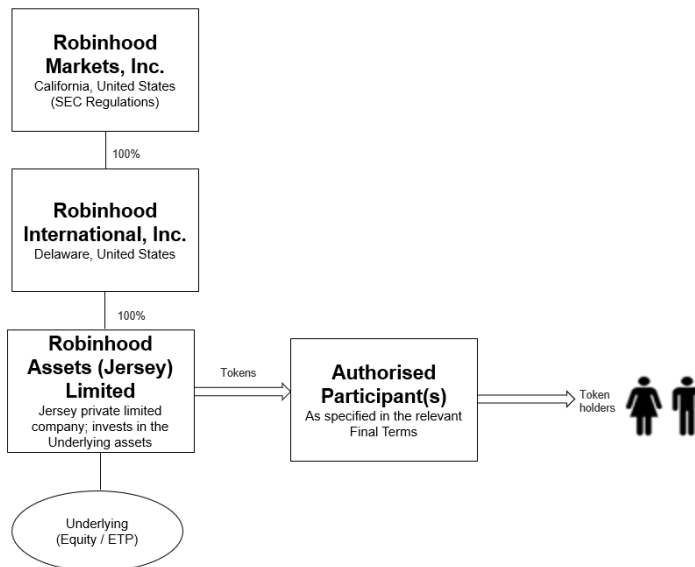 Robinhood
Markets, Inc.
California, United States
(SEC Regulations)
100%
Robinhood
International, Inc.
Delaware, United States
100%
Robinhood
Assets (Jersey)
Limited
Jersey private limited
company; invests in the
Underlying assets
Tokens
Authorised
Participant(s)
As specified in the relevant
Final Terms
Token
holders
Underlying
(Equity / ETP)